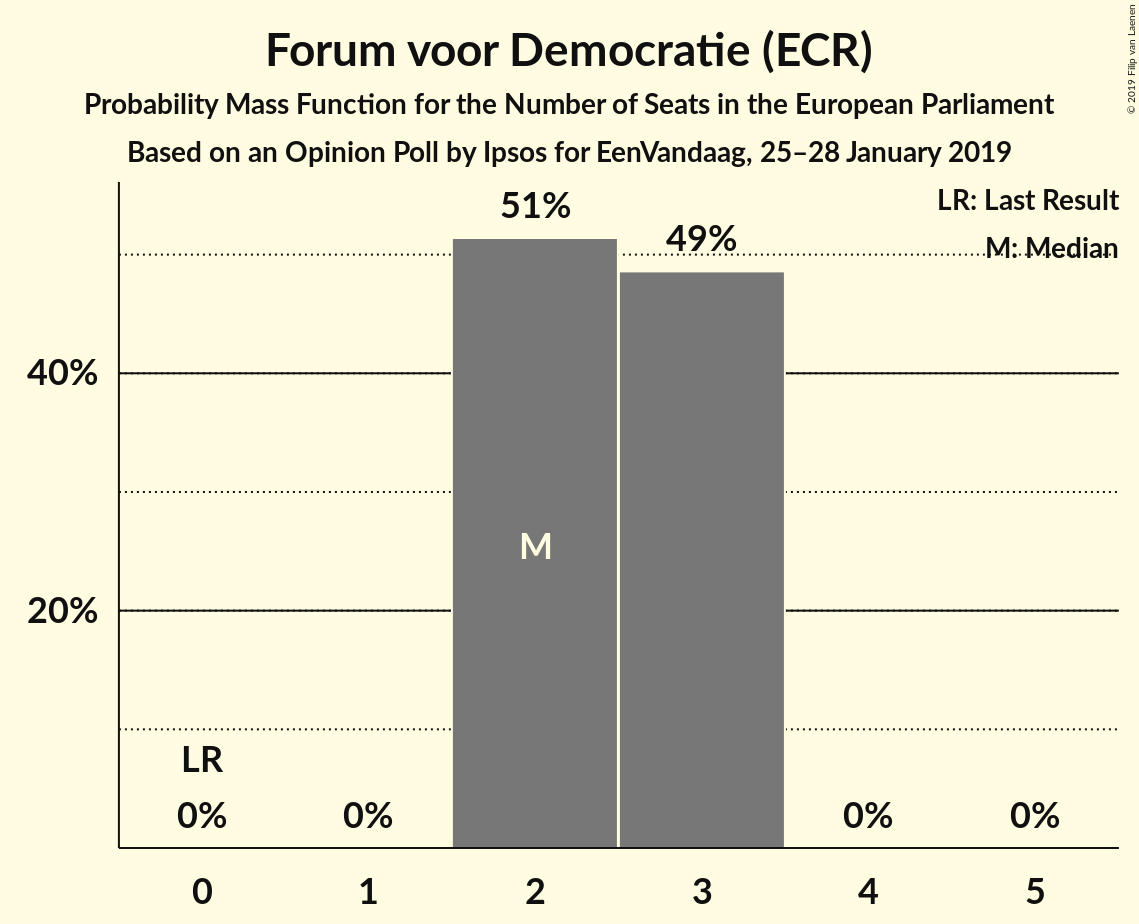 Forum voor Democratie (ECR)
Probability Mass Function for the Number of Seats in the European Parliament
Based on an Opinion Poll by Ipsos for EenVandaag, 25–28 January 2019
© 2019 Filip van Laenen
LR: Last Result
M: Median
51%
49%
40%
M
20%
LR
0%
0%
0%
0%
0
1
2
3
4
5